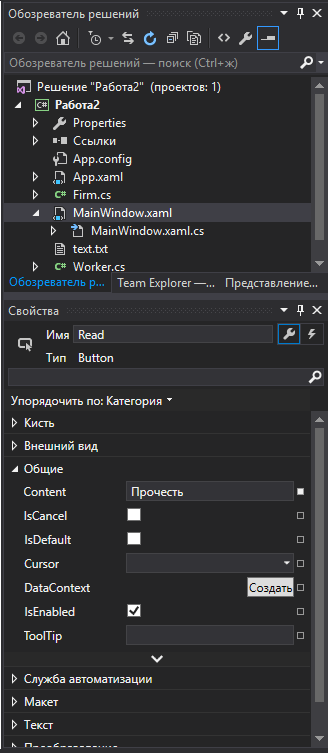 Обозреватель решений
Обозреватель решений — поиск (Ctrl+ж)
Решение "Работа2" (проектов: 1)
C# Работа2
Properties
Ссылки
App.config
App.xaml
C# Firm.cs
MainWindow.xaml
MainWindow.xaml.cs
text.txt
C# Worker.cs
Обозреватель р... Team Explorer —... Представление...
Свойства
Имя Read
Тип Button
Упорядочить по: Категория
Кисть
Внешний вид
Общие
Content Прочесть
IsCancel
IsDefault
Cursor
DataContext Создать
IsEnabled
ToolTip
Служба автоматизации
Макет
Текст
Преобразование